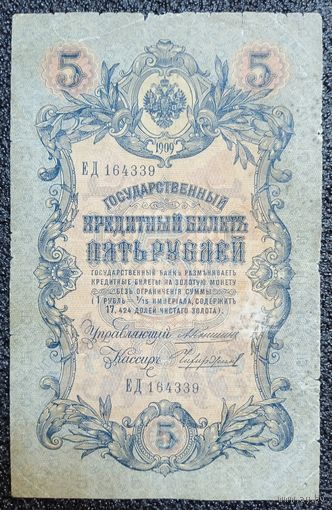 5 5
1909
ЕД 164339
ГОСУДАРСТВЕННЫЙ
КРЕДИТНЫЙ БИЛЕТЪ
ПЯТЬ РУБЛЕЙ
ГОСУДАРСТВЕННЫЙ БАНКЪ РАЗМѢНИВАЕТЪ
КРЕДИТНЫЕ БИЛЕТЫ НА ЗОЛОТУЮ МОНЕТУ
БЕЗЪ ОГРАНИЧЕНІЯ СУММЫ
(1 РУБЛЬ = 1/15 ИМПЕРІАЛА, СОДЕРЖИТЪ
17,424 ДОЛЕЙ ЧИСТАГО ЗОЛОТА).
Управляющій
Кассиръ
ЕД 164339
5